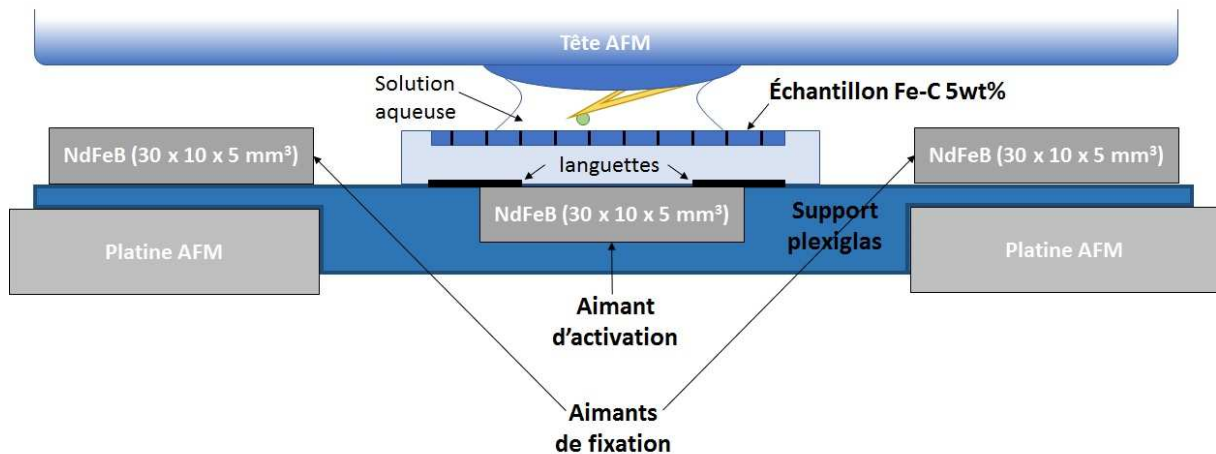 Tête AFM
Solution
aqueuse
Échantillon Fe-C 5wt%
NdFeB (30 x 10 x 5 mm³)
languettes
NdFeB (30 x 10 x 5 mm³)
NdFeB (30 x 10 x 5 mm³)
Support
plexiglas
Platine AFM
Platine AFM
Aimant
d’activation
Aimants
de fixation